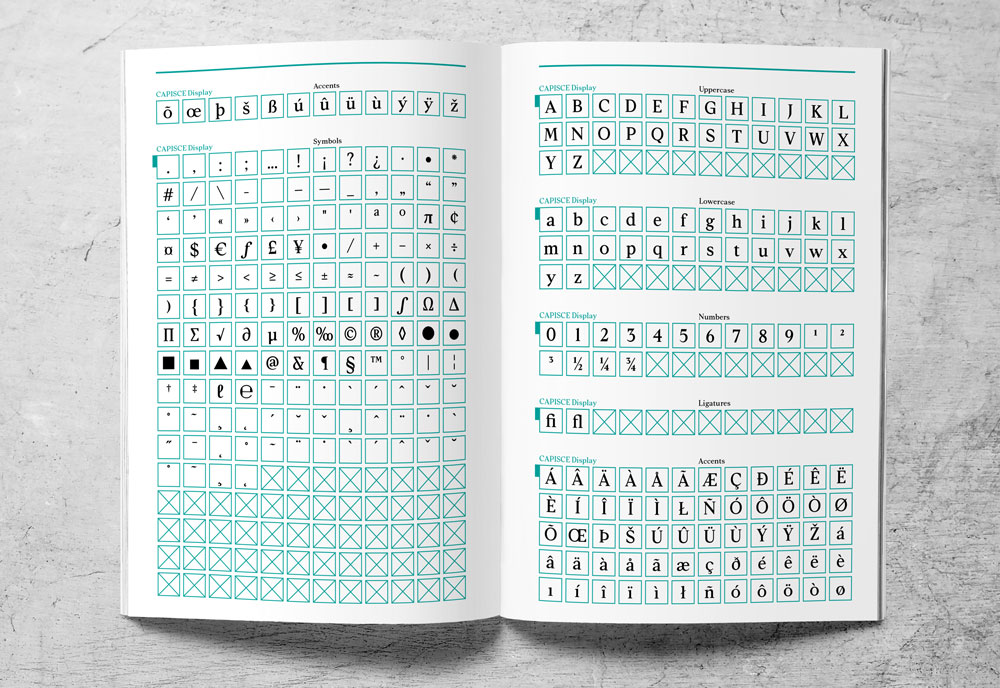 CAPISCE Display Accents
õ œ þ š ß ú û ü ù ý ÿ ž
CAPISCE Display Symbols
. , : ; … ! ¡ ? ¿ · • *
# / \ - – — _ ‚ „ “ ”
‘ ’ « » ‹ › " ' ª º π ¢
¤ $ € ƒ £ ¥ • ⁄ + − × ÷
= ≠ > < ≥ ≤ ± ≈ ~ ( ) (
) { } { } [ ] [ ] ∫ Ω ∆
∏ ∑ √ ∂ µ % ‰ © ® ◊ ● ●
■ ■ ▲ ▲ @ & ¶ § ™ ° | ¦
† ‡ ℓ ℮ ¨ ˙ ` ´ ^ ˇ ˘
˚ ˜ ¸ ˛ ´ ˘ ˇ ¸ ^ ¨ ˙ `
˝ ¯ ˛ ˚ ˜ ¨ ˙ ` ´ ^ ˇ ˘
˚ ˜ ¸ ˛
CAPISCE Display Uppercase
A B C D E F G H I J K L
M N O P Q R S T U V W X
Y Z
CAPISCE Display Lowercase
a b c d e f g h i j k l
m n o p q r s t u v w x
y z
CAPISCE Display Numbers
0 1 2 3 4 5 6 7 8 9 ¹ ²
³ ½ ¼ ¾
CAPISCE Display Ligatures
fi fl
CAPISCE Display Accents
Á Â Ä À Å Ã Æ Ç Ð É Ê Ë
È Í Î Ï Ì Ł Ñ Ó Ô Ö Ò Ø
Õ Œ Þ Š Ú Û Ü Ù Ý Ÿ Ž á
â ä à å ã æ ç ð é ê ë è
ı í î ï ì ł ñ ó ô ö ò ø